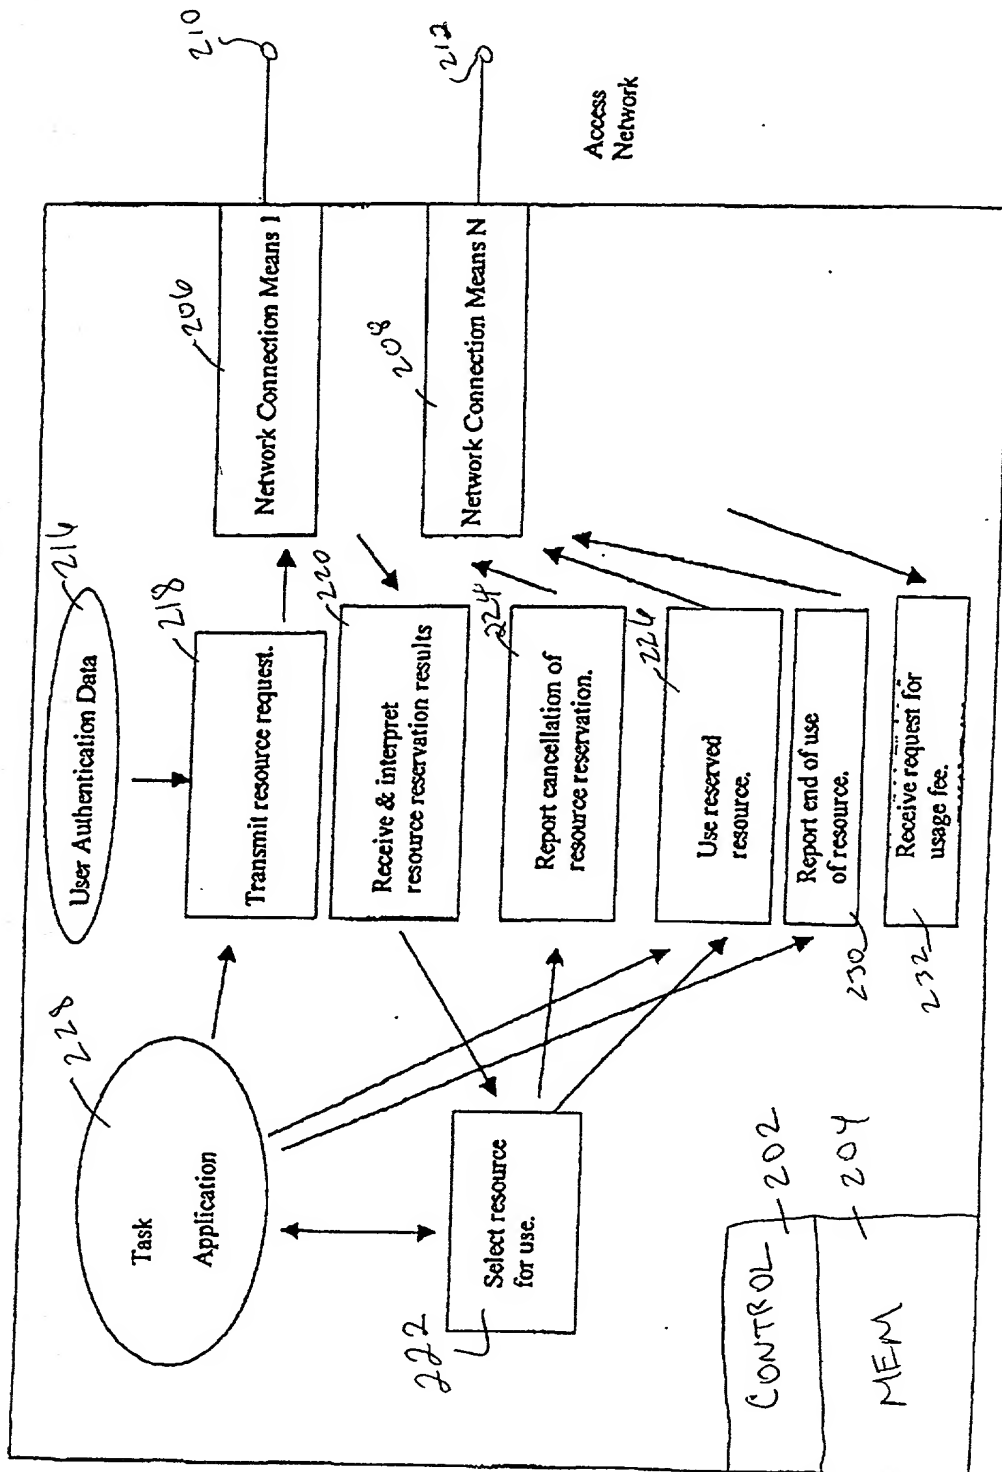 228
Task
Application
User Authentication Data
216
218
Transmit resource request.
206
Network Connection Means 1
210
220
Receive & interpret
resource reservation results
208
Network Connection Means N
212
Access
Network
222
Select resource
for use.
224
Report cancellation of
resource reservation.
226
Use reserved
resource.
Report end of use
of resource.
230
Receive request for
usage fee.
232
CONTROL
202
MEM
204